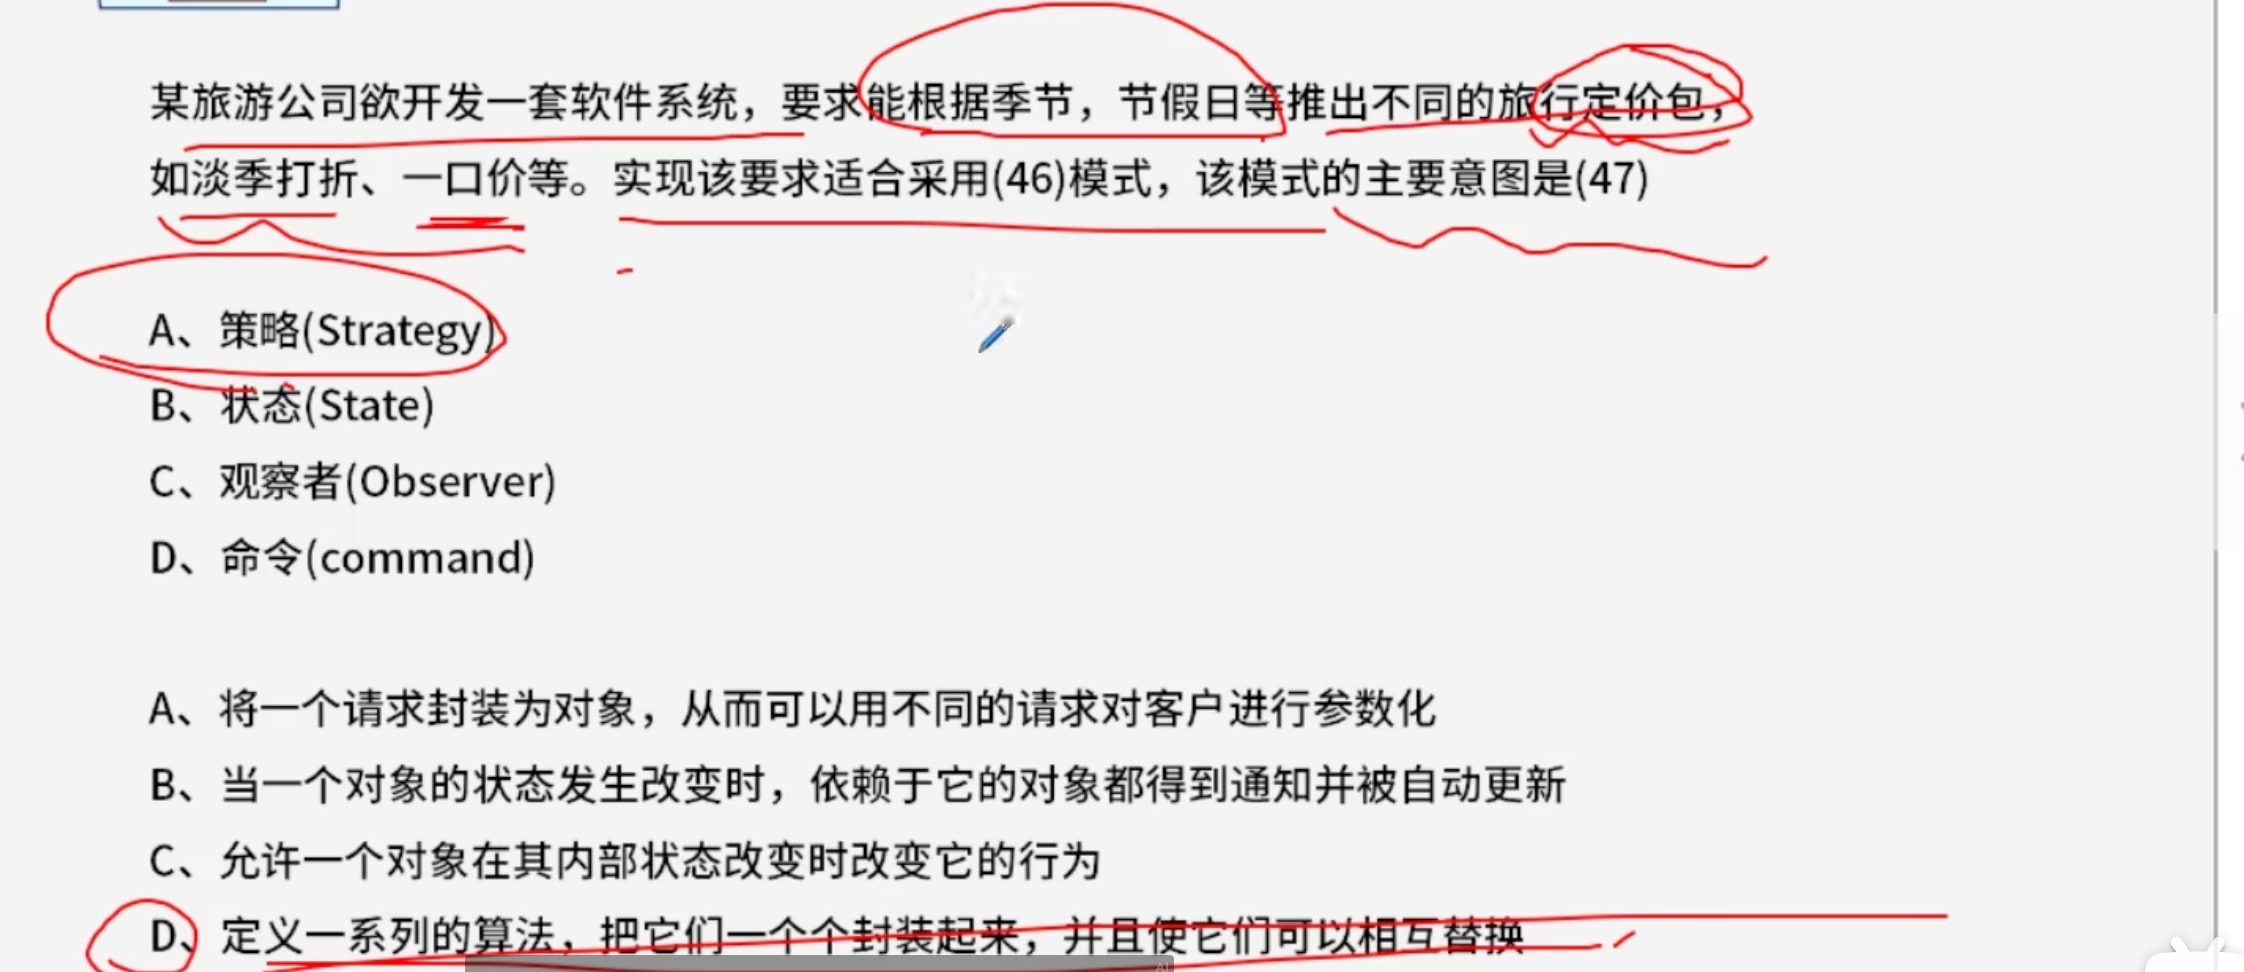 某旅游公司欲开发一套软件系统，要求能根据季节，节假日等推出不同的旅行定价包，
如淡季打折、一口价等。实现该要求适合采用(46)模式，该模式的主要意图是(47)
A、策略(Strategy)
B、状态(State)
C、观察者(Observer)
D、命令(command)
A、将一个请求封装为对象，从而可以用不同的请求对客户进行参数化
B、当一个对象的状态发生改变时，依赖于它的对象都得到通知并被自动更新
C、允许一个对象在其内部状态改变时改变它的行为
D、定义一系列的算法，把它们一个个封装起来，并且使它们可以相互替换